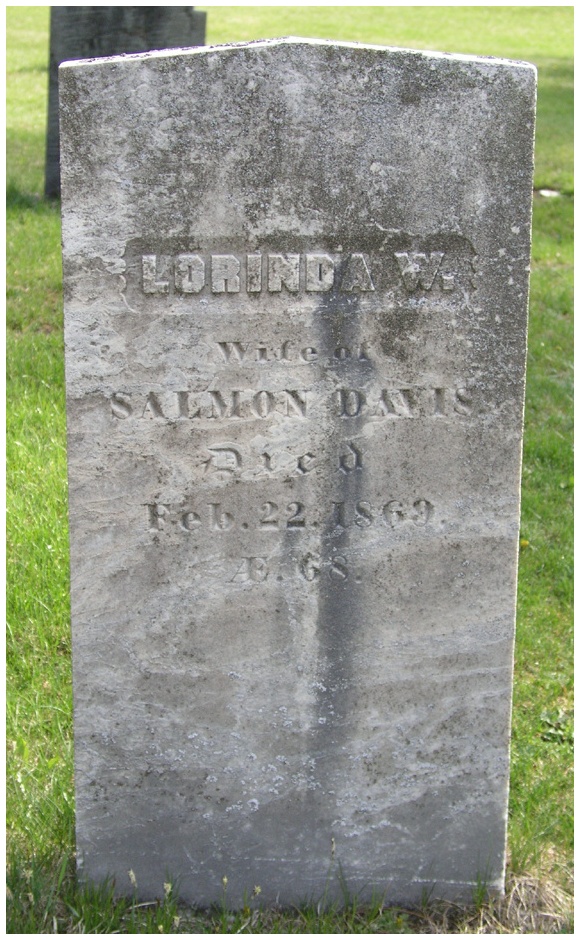 LORINDA W.
Wife of
SALMON DAVIS
Died
Feb. 22. 1869.
Æ. 68.